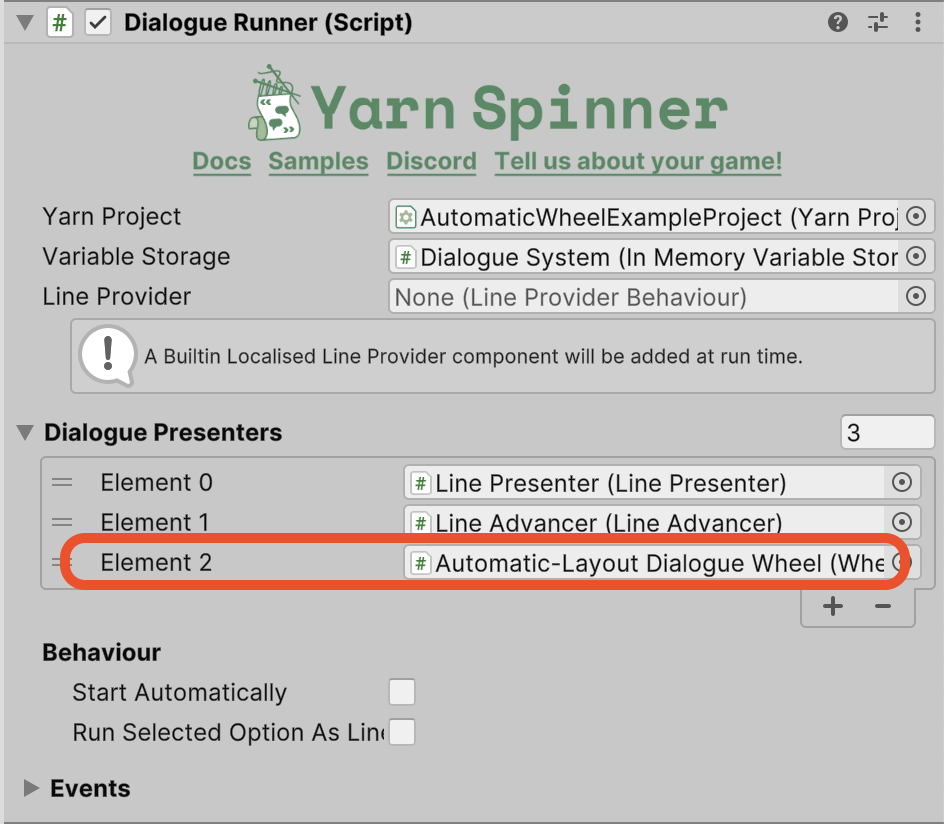 Dialogue Runner (Script)
Yarn Spinner
Docs Samples Discord Tell us about your game!
Yarn Project AutomaticWheelExampleProject (Yarn Proj
Variable Storage # Dialogue System (In Memory Variable Stor
Line Provider None (Line Provider Behaviour)
A Builtin Localised Line Provider component will be added at run time.
Dialogue Presenters 3
Element 0 # Line Presenter (Line Presenter)
Element 1 # Line Advancer (Line Advancer)
Element 2 # Automatic-Layout Dialogue Wheel (Whe
Behaviour
Start Automatically
Run Selected Option As Line
Events